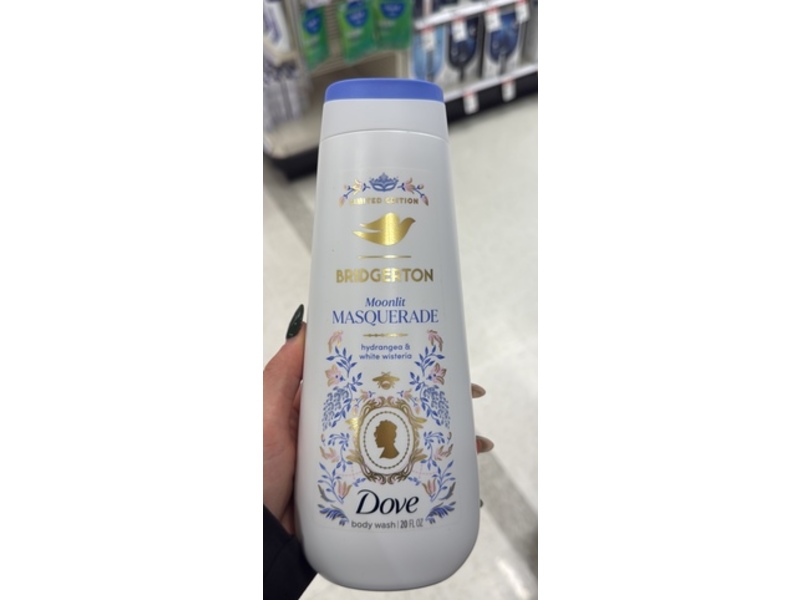 LIMITED EDITION
BRIDGERTON
Moonlit
MASQUERADE
hydrangea &
white wisteria
Dove
body wash | 20 FL OZ